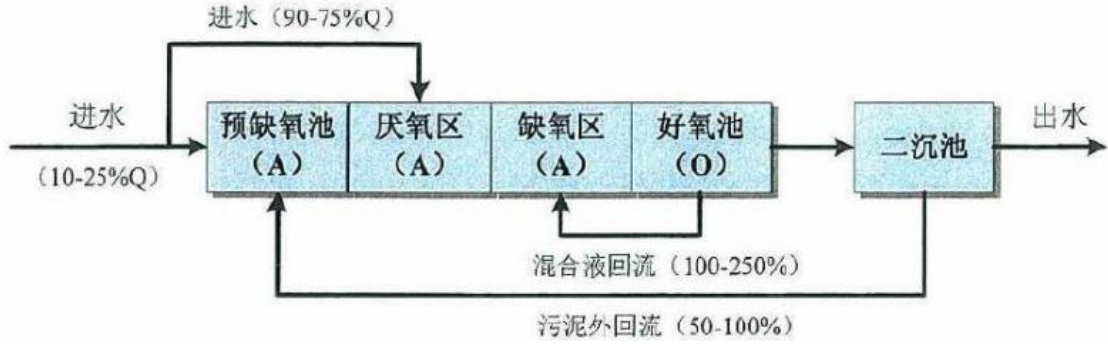 进水（90-75%Q）
进水
（10-25%Q）
预缺氧池
（A）
厌氧区
（A）
缺氧区
（A）
好氧池
（O）
二沉池
出水
混合液回流（100-250%）
污泥外回流（50-100%）